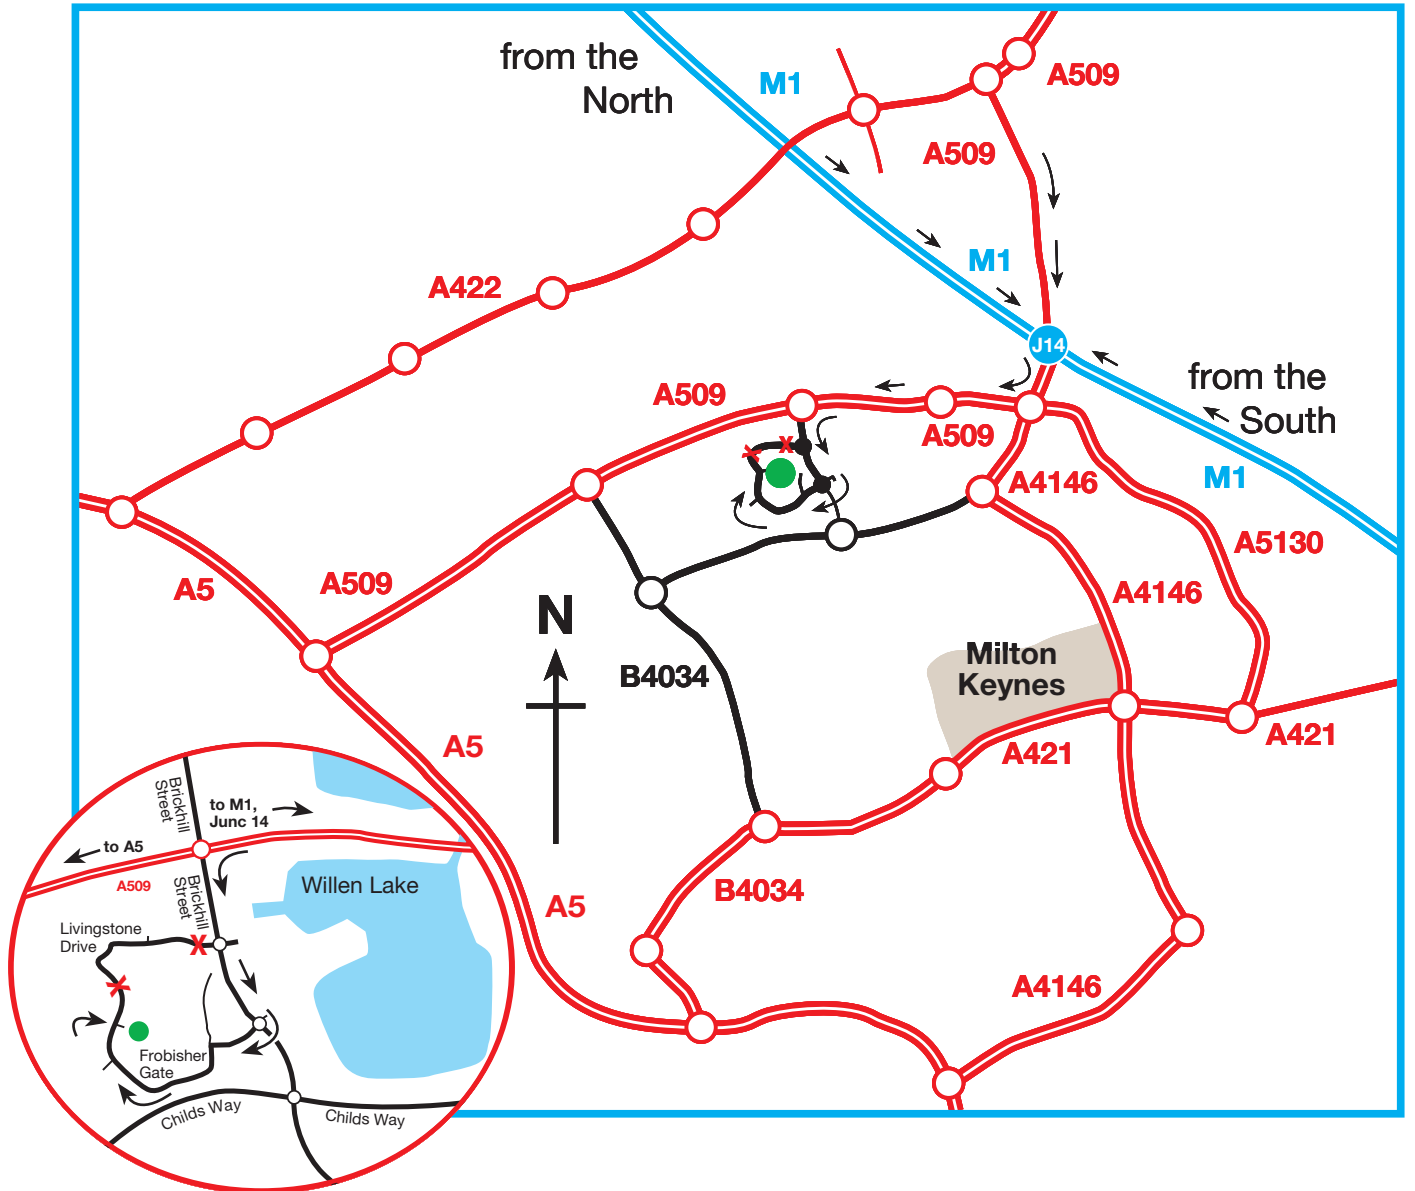 from the
North
M1
A509
A509
M1
A422
J14
from the
South
A509
A509
M1
A4146
A5130
A5
A509
A4146
N
B4034
Milton
Keynes
A421
A421
A5
B4034
A5
A4146
Brickhill
Street
to M1,
Junc 14
to A5
A509
Brickhill
Street
Willen Lake
Livingstone
Drive
X
X
X
X
Frobisher
Gate
Childs Way
Childs Way